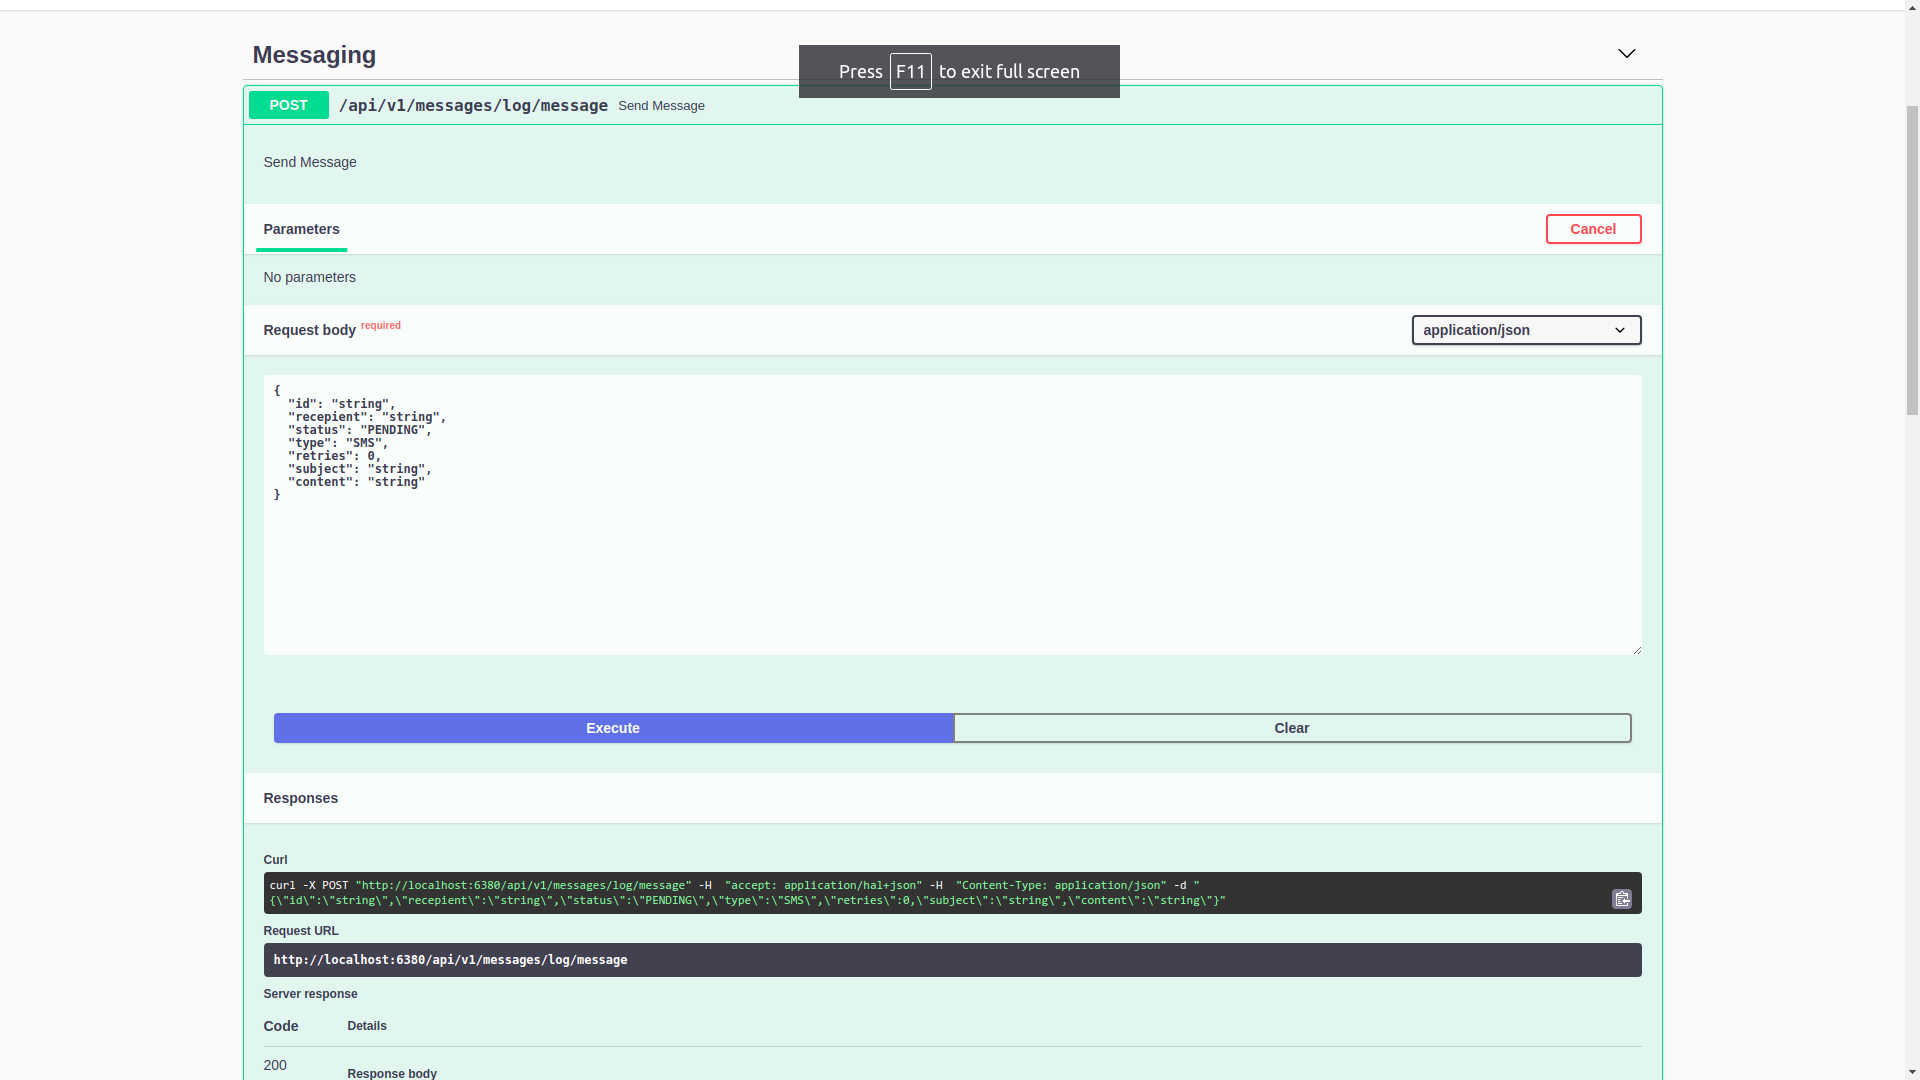 Messaging
Press F11 to exit full screen
POST /api/v1/messages/log/message Send Message
Send Message
Parameters
Cancel
No parameters
Request body required
application/json
{
  "id": "string",
  "recepient": "string",
  "status": "PENDING",
  "type": "SMS",
  "retries": 0,
  "subject": "string",
  "content": "string"
}
Execute
Clear
Responses
Curl
curl -X POST "http://localhost:6380/api/v1/messages/log/message" -H  "accept: application/hal+json" -H  "Content-Type: application/json" -d "
{\"id\":\"string\",\"recepient\":\"string\",\"status\":\"PENDING\",\"type\":\"SMS\",\"retries\":0,\"subject\":\"string\",\"content\":\"string\"}"
Request URL
http://localhost:6380/api/v1/messages/log/message
Server response
Code
Details
200
Response body